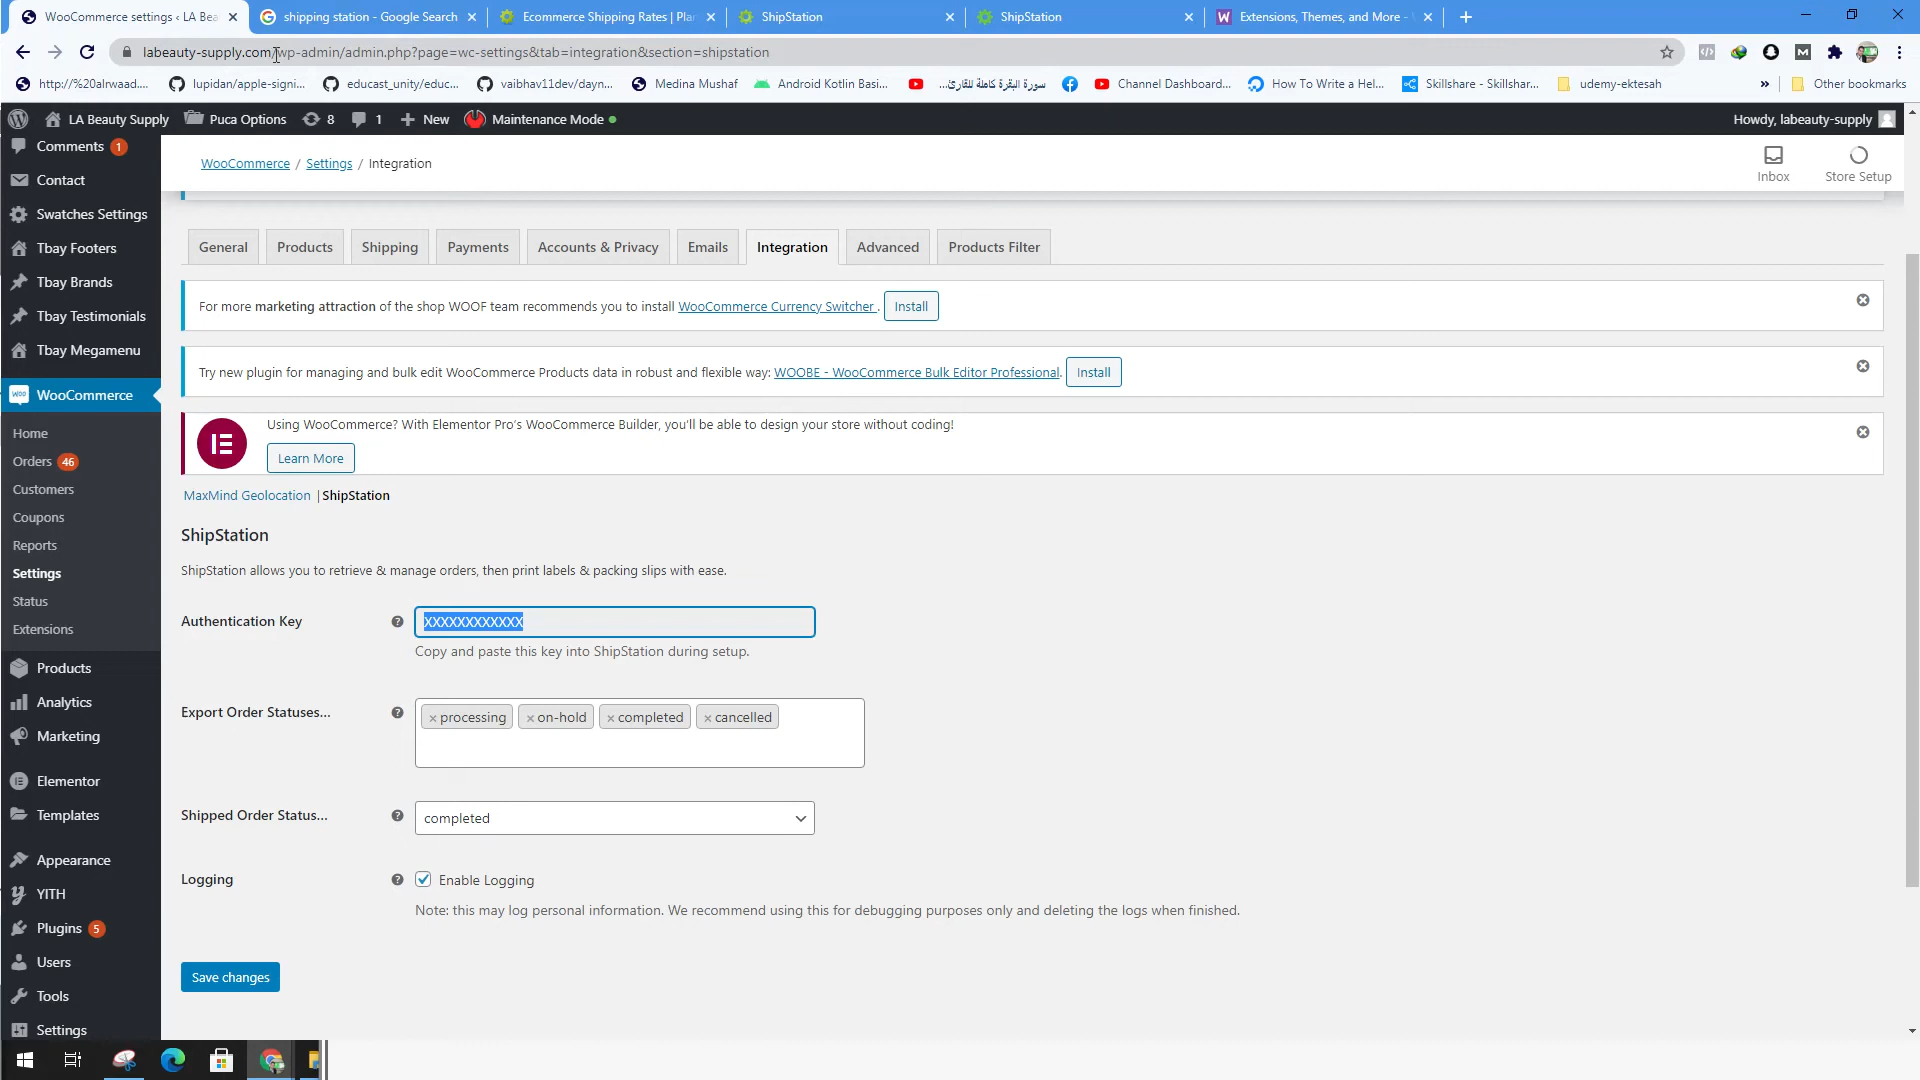 WooCommerce settings ‹ LA Bea
shipping station - Google Search
Ecommerce Shipping Rates | Pla
ShipStation
ShipStation
Extensions, Themes, and More -
labeauty-supply.com/wp-admin/admin.php?page=wc-settings&tab=integration&section=shipstation
http://%20alrwaad....
lupidan/apple-signi...
educast_unity/educ...
vaibhav11dev/dayn...
Medina Mushaf
Android Kotlin Basi...
سورة البقرة كاملة للقارئ...
Channel Dashboard...
How To Write a Hel...
Skillshare - Skillshar...
udemy-ektesah
»
Other bookmarks
LA Beauty Supply
Puca Options
8
1
New
Maintenance Mode
Howdy, labeauty-supply
Comments 1
Contact
Swatches Settings
Tbay Footers
Tbay Brands
Tbay Testimonials
Tbay Megamenu
WooCommerce
Home
Orders 46
Customers
Coupons
Reports
Settings
Status
Extensions
Products
Analytics
Marketing
Elementor
Templates
Appearance
YITH
Plugins 5
Users
Tools
Settings
WooCommerce / Settings / Integration
Inbox
Store Setup
General
Products
Shipping
Payments
Accounts & Privacy
Emails
Integration
Advanced
Products Filter
For more marketing attraction of the shop WOOF team recommends you to install WooCommerce Currency Switcher . Install
Try new plugin for managing and bulk edit WooCommerce Products data in robust and flexible way: WOOBE - WooCommerce Bulk Editor Professional. Install
Using WooCommerce? With Elementor Pro's WooCommerce Builder, you'll be able to design your store without coding!
Learn More
MaxMind Geolocation | ShipStation
ShipStation
ShipStation allows you to retrieve & manage orders, then print labels & packing slips with ease.
Authentication Key
XXXXXXXXXXXX
Copy and paste this key into ShipStation during setup.
Export Order Statuses...
× processing × on-hold × completed × cancelled
Shipped Order Status...
completed
Logging
Enable Logging
Note: this may log personal information. We recommend using this for debugging purposes only and deleting the logs when finished.
Save changes